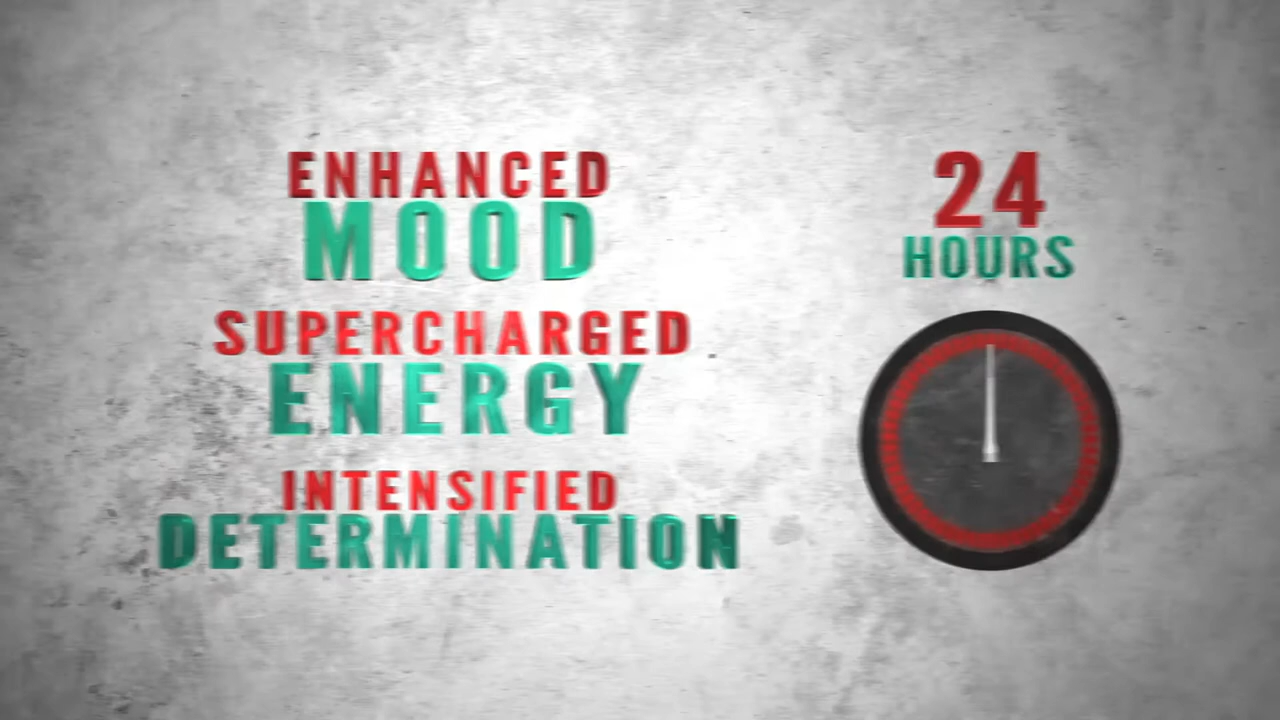 ENHANCED
MOOD
SUPERCHARGED
ENERGY
INTENSIFIED
DETERMINATION
24
HOURS